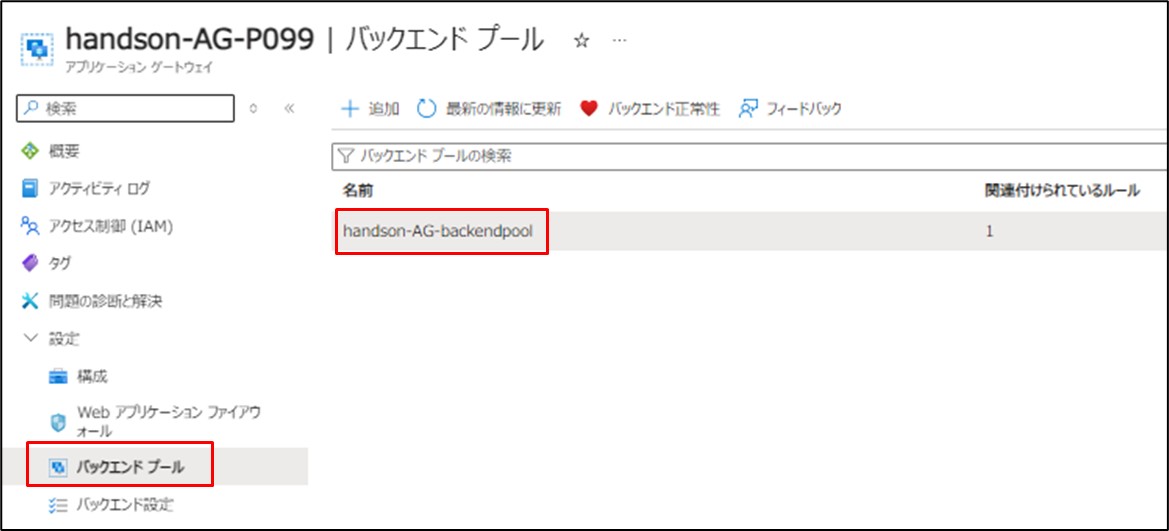 handson-AG-P099 | バックエンド プール ☆ …
アプリケーション ゲートウェイ
検索
概要
アクティビティ ログ
アクセス制御 (IAM)
タグ
問題の診断と解決
設定
構成
Web アプリケーション ファイアウ
ォール
バックエンド プール
バックエンド設定
追加 最新の情報に更新 バックエンド正常性 フィードバック
バックエンド プールの検索
名前 関連付けられているルール
handson-AG-backendpool 1